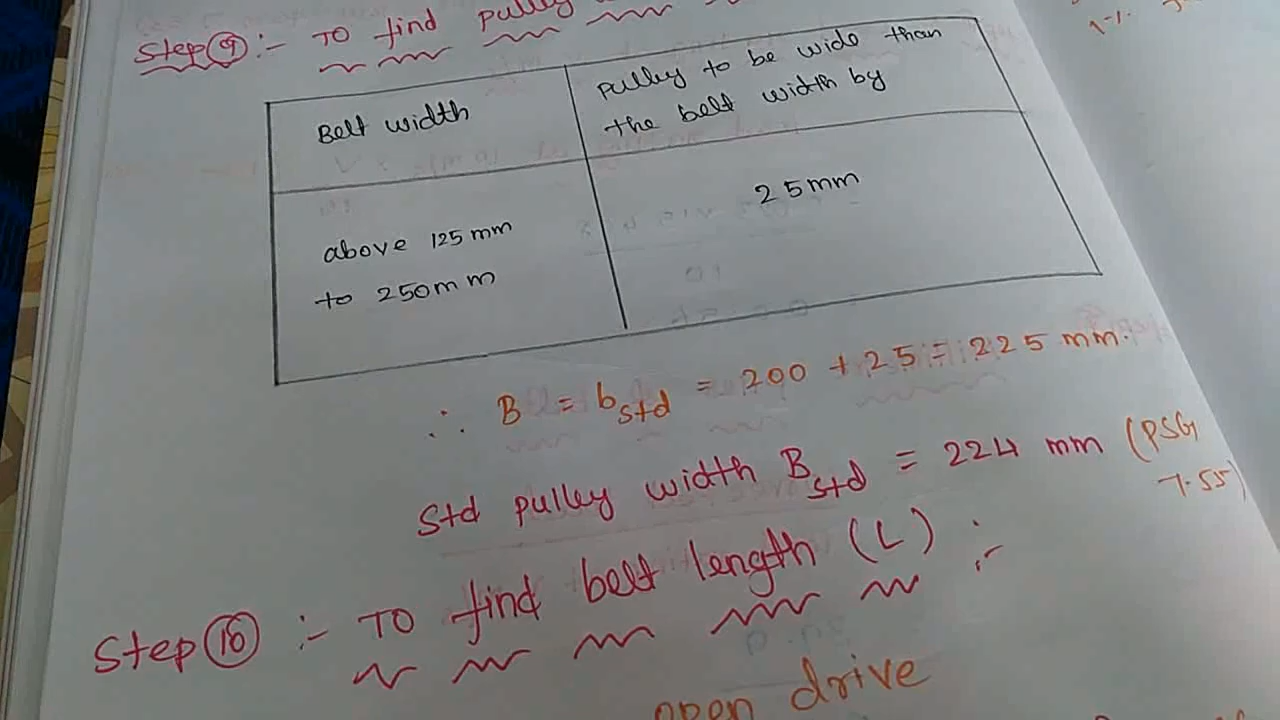 Step 9 :- To find pulley
Belt width
pulley to be wide than
the belt width by
above 125 mm
to 250 mm
25 mm
∴ B = bstd = 200 + 25 = 225 mm.
Std pulley width Bstd = 224 mm (PSG
7.55)
Step 10 :- To find belt length (L) :-
open drive